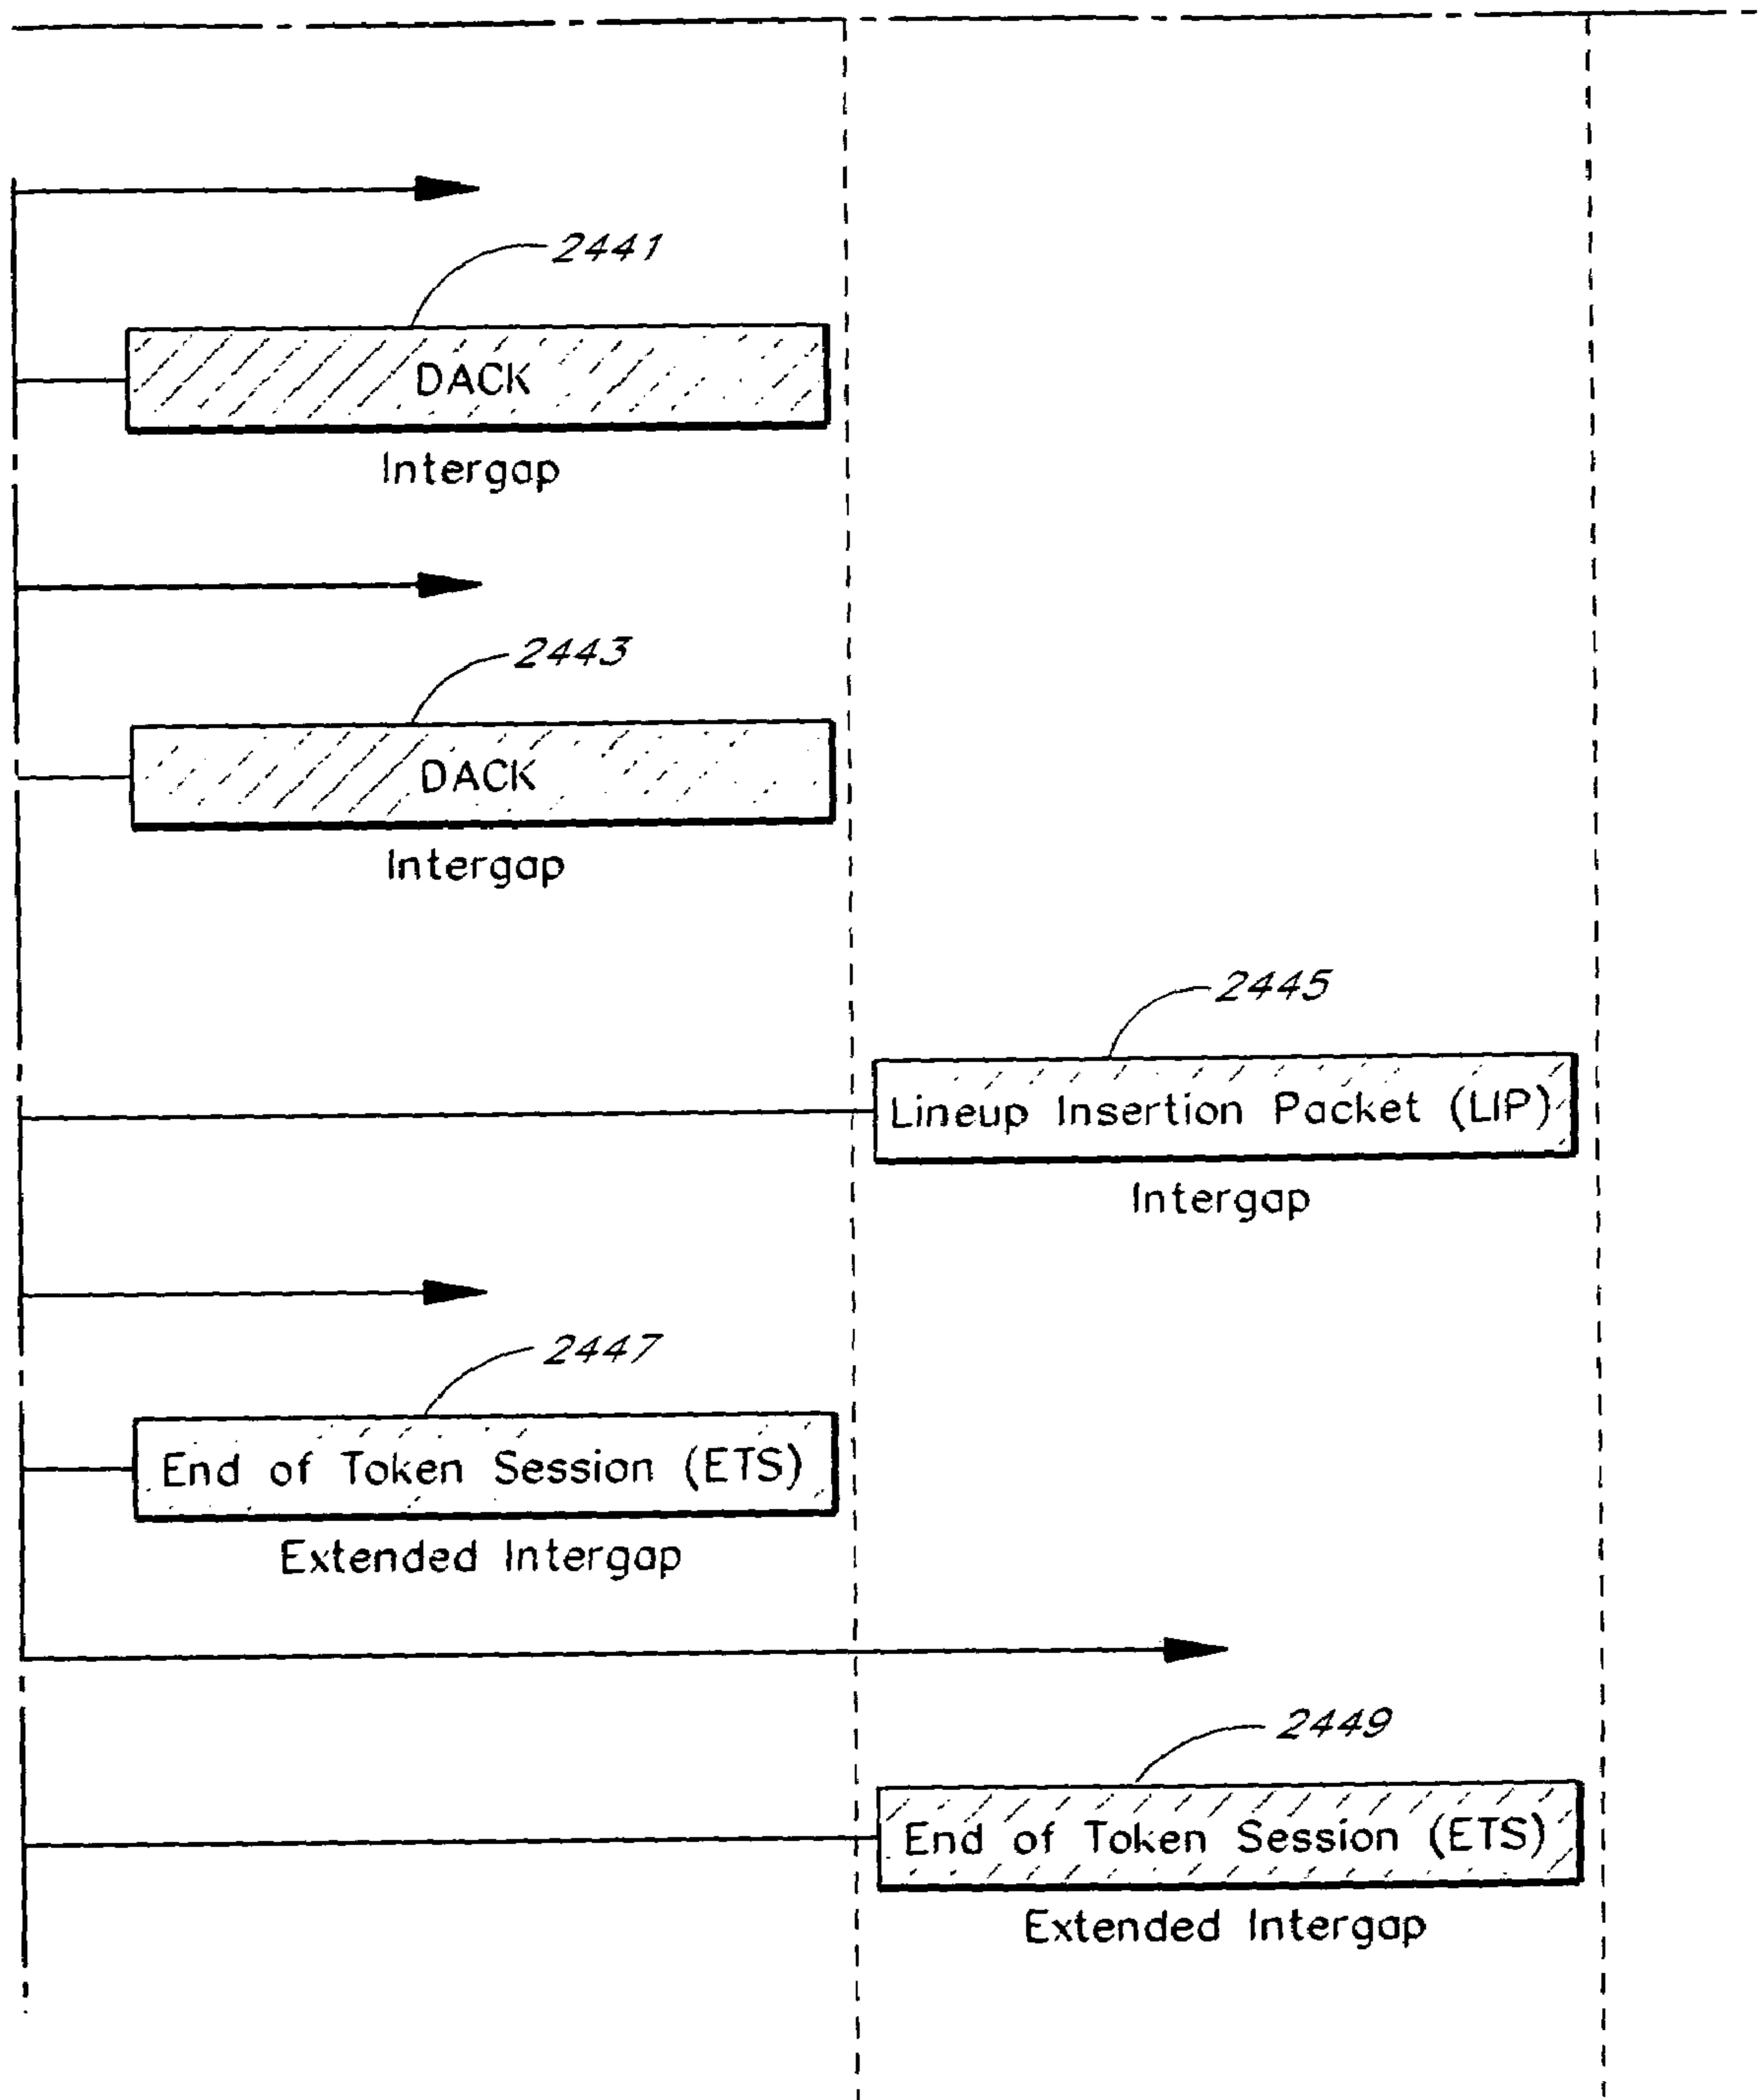 2441
DACK
Intergap
2443
DACK
Intergap
2445
Lineup Insertion Packet (LIP)
Intergap
2447
End of Token Session (ETS)
Extended Intergap
2449
End of Token Session (ETS)
Extended Intergap